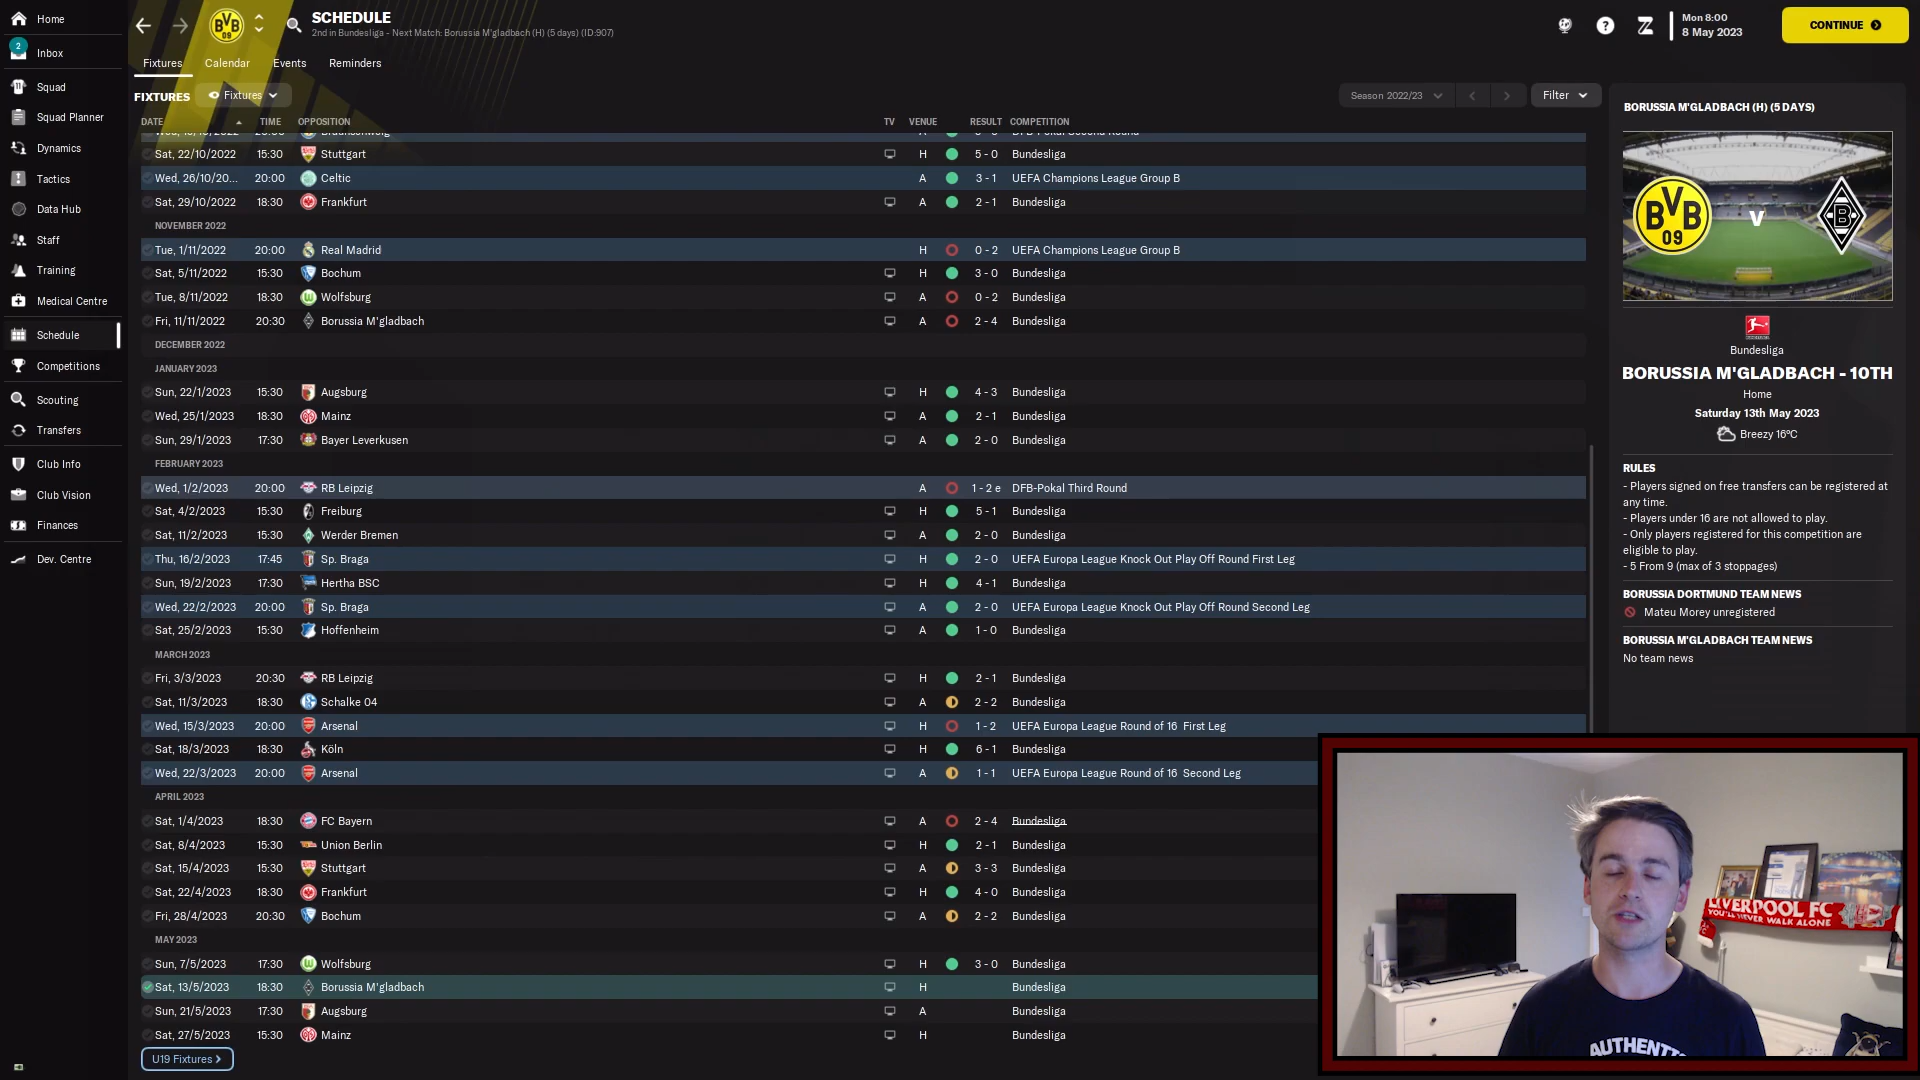 Home
2
Inbox
Squad
Squad Planner
Dynamics
Tactics
Data Hub
Staff
Training
Medical Centre
Schedule
Competitions
Scouting
Transfers
Club Info
Club Vision
Finances
Dev. Centre
BVB 09
SCHEDULE
2nd in Bundesliga - Next Match: Borussia M'gladbach (H) (5 days) (ID:907)
Mon 8:00
8 May 2023
CONTINUE
Fixtures Calendar Events Reminders
FIXTURES Fixtures Season 2022/23 Filter
DATE TIME OPPOSITION TV VENUE RESULT COMPETITION
Sat, 22/10/2022 15:30 Stuttgart H 5 - 0 Bundesliga
Wed, 26/10/20... 20:00 Celtic A 3 - 1 UEFA Champions League Group B
Sat, 29/10/2022 18:30 Frankfurt A 2 - 1 Bundesliga
NOVEMBER 2022
Tue, 1/11/2022 20:00 Real Madrid H 0 - 2 UEFA Champions League Group B
Sat, 5/11/2022 15:30 Bochum H 3 - 0 Bundesliga
Tue, 8/11/2022 18:30 Wolfsburg A 0 - 2 Bundesliga
Fri, 11/11/2022 20:30 Borussia M'gladbach A 2 - 4 Bundesliga
DECEMBER 2022
JANUARY 2023
Sun, 22/1/2023 15:30 Augsburg H 4 - 3 Bundesliga
Wed, 25/1/2023 18:30 Mainz A 2 - 1 Bundesliga
Sun, 29/1/2023 17:30 Bayer Leverkusen A 2 - 0 Bundesliga
FEBRUARY 2023
Wed, 1/2/2023 20:00 RB Leipzig A 1 - 2 e DFB-Pokal Third Round
Sat, 4/2/2023 15:30 Freiburg H 5 - 1 Bundesliga
Sat, 11/2/2023 15:30 Werder Bremen A 2 - 0 Bundesliga
Thu, 16/2/2023 17:45 Sp. Braga H 2 - 0 UEFA Europa League Knock Out Play Off Round First Leg
Sun, 19/2/2023 17:30 Hertha BSC H 4 - 1 Bundesliga
Wed, 22/2/2023 20:00 Sp. Braga A 2 - 0 UEFA Europa League Knock Out Play Off Round Second Leg
Sat, 25/2/2023 15:30 Hoffenheim A 1 - 0 Bundesliga
MARCH 2023
Fri, 3/3/2023 20:30 RB Leipzig H 2 - 1 Bundesliga
Sat, 11/3/2023 18:30 Schalke 04 A 2 - 2 Bundesliga
Wed, 15/3/2023 20:00 Arsenal H 1 - 2 UEFA Europa League Round of 16 First Leg
Sat, 18/3/2023 18:30 Köln H 6 - 1 Bundesliga
Wed, 22/3/2023 20:00 Arsenal A 1 - 1 UEFA Europa League Round of 16 Second Leg
APRIL 2023
Sat, 1/4/2023 18:30 FC Bayern A 2 - 4 Bundesliga
Sat, 8/4/2023 15:30 Union Berlin H 2 - 1 Bundesliga
Sat, 15/4/2023 15:30 Stuttgart A 3 - 3 Bundesliga
Sat, 22/4/2023 18:30 Frankfurt H 4 - 0 Bundesliga
Fri, 28/4/2023 20:30 Bochum A 2 - 2 Bundesliga
MAY 2023
Sun, 7/5/2023 17:30 Wolfsburg H 3 - 0 Bundesliga
Sat, 13/5/2023 18:30 Borussia M'gladbach H Bundesliga
Sun, 21/5/2023 17:30 Augsburg A Bundesliga
Sat, 27/5/2023 15:30 Mainz H Bundesliga
U19 Fixtures >
BORUSSIA M'GLADBACH (H) (5 DAYS)
BVB 09 V B
Bundesliga
BORUSSIA M'GLADBACH - 10TH
Home
Saturday 13th May 2023
Breezy 16°C
RULES
- Players signed on free transfers can be registered at
any time.
- Players under 16 are not allowed to play.
- Only players registered for this competition are
eligible to play.
- 5 From 9 (max of 3 stoppages)
BORUSSIA DORTMUND TEAM NEWS
Mateu Morey unregistered
BORUSSIA M'GLADBACH TEAM NEWS
No team news
LIVERPOOL FC
YOU'LL NEVER WALK ALONE